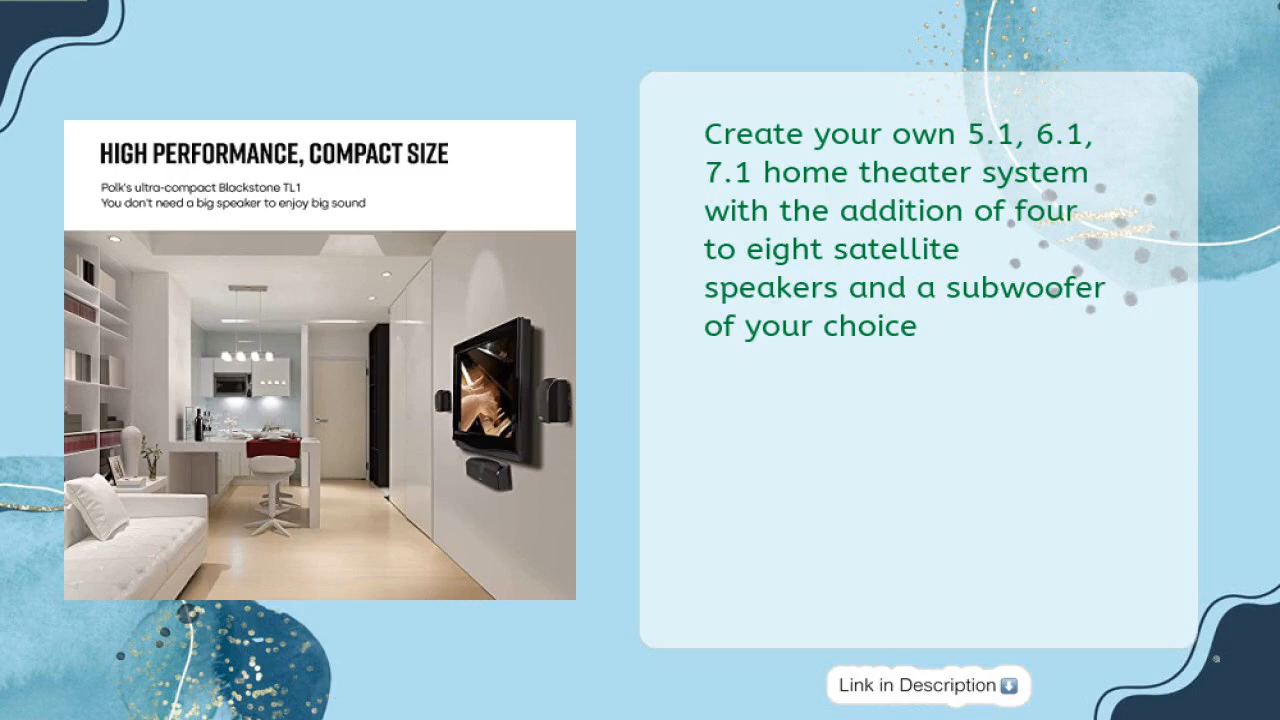 HIGH PERFORMANCE, COMPACT SIZE
Polk's ultra-compact Blackstone TL1
You don't need a big speaker to enjoy big sound
Create your own 5.1, 6.1,
7.1 home theater system
with the addition of four
to eight satellite
speakers and a subwoofer
of your choice
Link in Description ⬇️